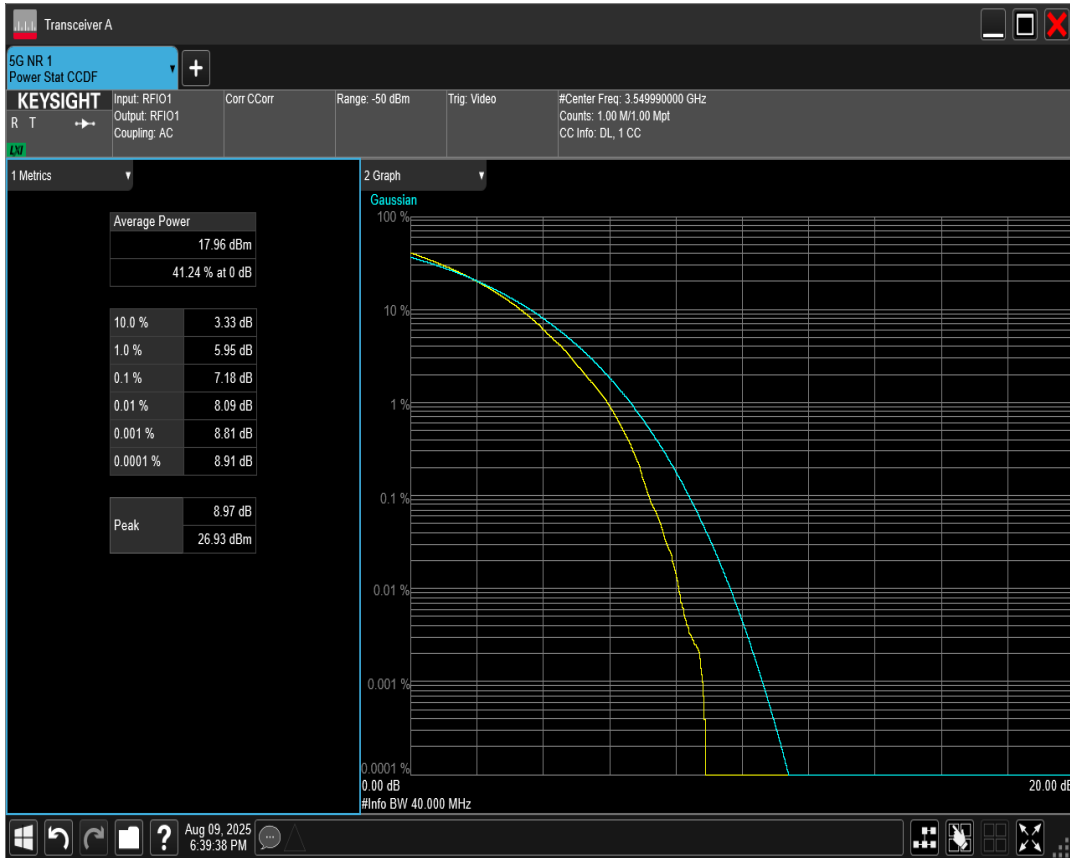 Transceiver A
5G NR 1
Power Stat CCDF
KEYSIGHT
R T
LXI
Input: RFIO1
Output: RFIO1
Coupling: AC
Corr CCorr
Range: -50 dBm
Trig: Video
#Center Freq: 3.549990000 GHz
Counts: 1.00 M/1.00 Mpt
CC Info: DL, 1 CC
1 Metrics
Average Power
17.96 dBm
41.24 % at 0 dB
10.0 % 3.33 dB
1.0 % 5.95 dB
0.1 % 7.18 dB
0.01 % 8.09 dB
0.001 % 8.81 dB
0.0001 % 8.91 dB
Peak
8.97 dB
26.93 dBm
2 Graph
Gaussian
100 %
10 %
1 %
0.1 %
0.01 %
0.001 %
0.0001 %
0.00 dB
20.00 dB
#Info BW 40.000 MHz
?
Aug 09, 2025
6:39:38 PM